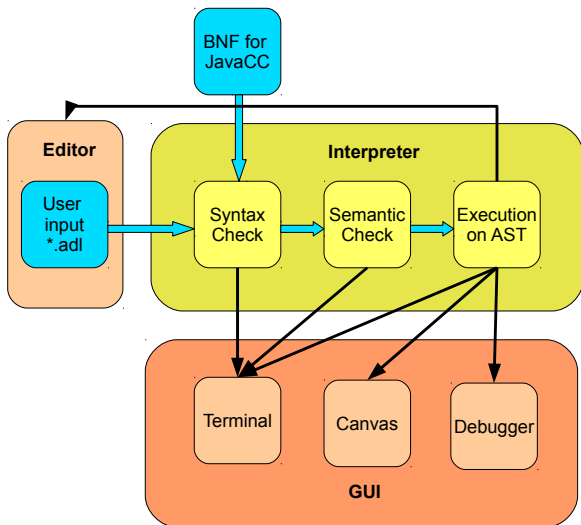 BNF for
JavaCC
Editor
Interpreter
User
input
*.adl
Syntax
Check
Semantic
Check
Execution
on AST
Terminal
Canvas
Debugger
GUI